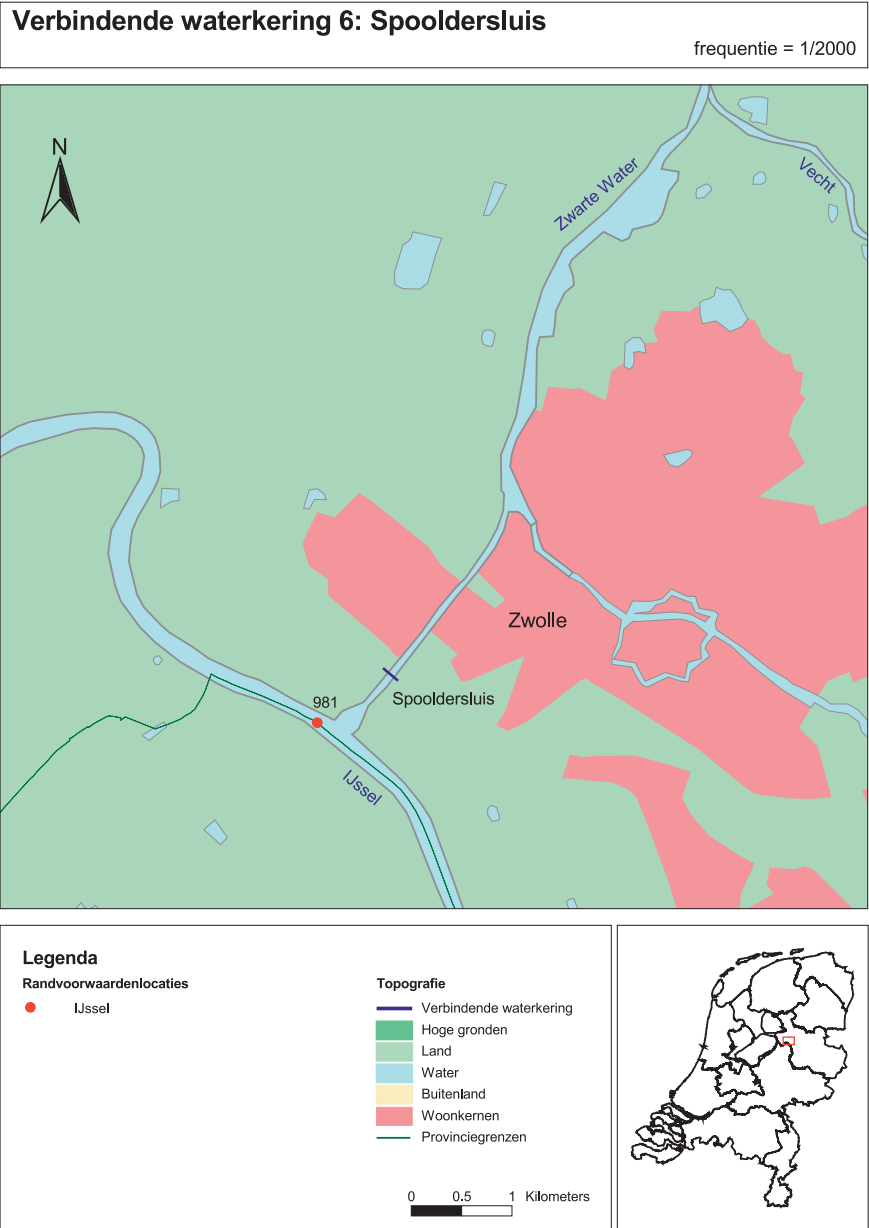 Verbindende waterkering 6: Spooldersluis
frequentie = 1/2000
N
Zwarte Water
Vecht
Zwolle
981
Spooldersluis
IJssel
Legenda
Randvoorwaardenlocaties
IJssel
Topografie
Verbindende waterkering
Hoge gronden
Land
Water
Buitenland
Woonkernen
Provinciegrenzen
0 0.5 1 Kilometers